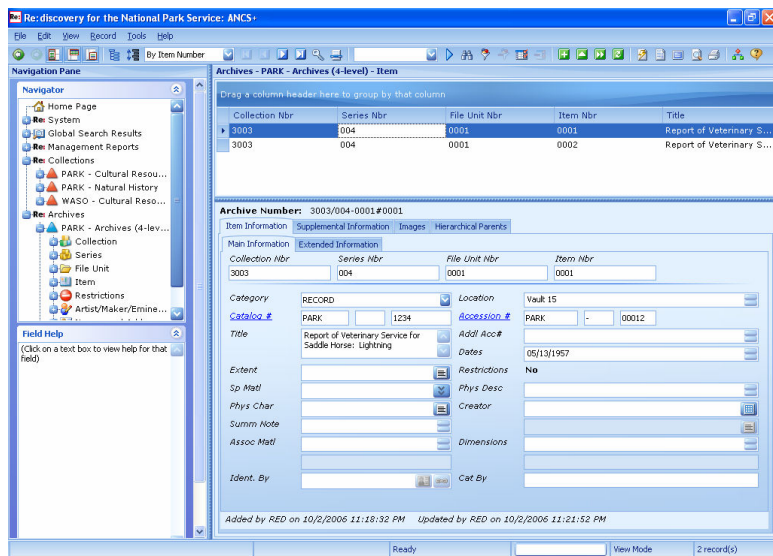 Re: Re:discovery for the National Park Service: ANCS+
File Edit View Record Tools Help
By Item Number
Navigation Pane
Archives - PARK - Archives (4-level) - Item
Navigator
Home Page
Re: System
Global Search Results
Re: Management Reports
Re: Collections
PARK - Cultural Resou...
PARK - Natural History
WASO - Cultural Reso...
Re: Archives
PARK - Archives (4-lev...
Collection
Series
File Unit
Item
Restrictions
Artist/Maker/Emine...
Field Help
(Click on a text box to view help for that
field)
Drag a column header here to group by that column
Collection Nbr Series Nbr File Unit Nbr Item Nbr Title
3003 004 0001 0001 Report of Veterinary S...
3003 004 0001 0002 Report of Veterinary S...
Archive Number: 3003/004-0001#0001
Item Information Supplemental Information Images Hierarchical Parents
Main Information Extended Information
Collection Nbr Series Nbr File Unit Nbr Item Nbr
3003 004 0001 0001
Category RECORD Location Vault 15
Catalog # PARK 1234 Accession # PARK - 00012
Title Report of Veterinary Service for
Saddle Horse: Lightning
Addl Acc#
Dates 05/13/1957
Extent Restrictions No
Sp Matl Phys Desc
Phys Char Creator
Summ Note
Assoc Matl Dimensions
Ident. By Cat By
Added by RED on 10/2/2006 11:18:32 PM Updated by RED on 10/2/2006 11:21:52 PM
Ready View Mode 2 record(s)